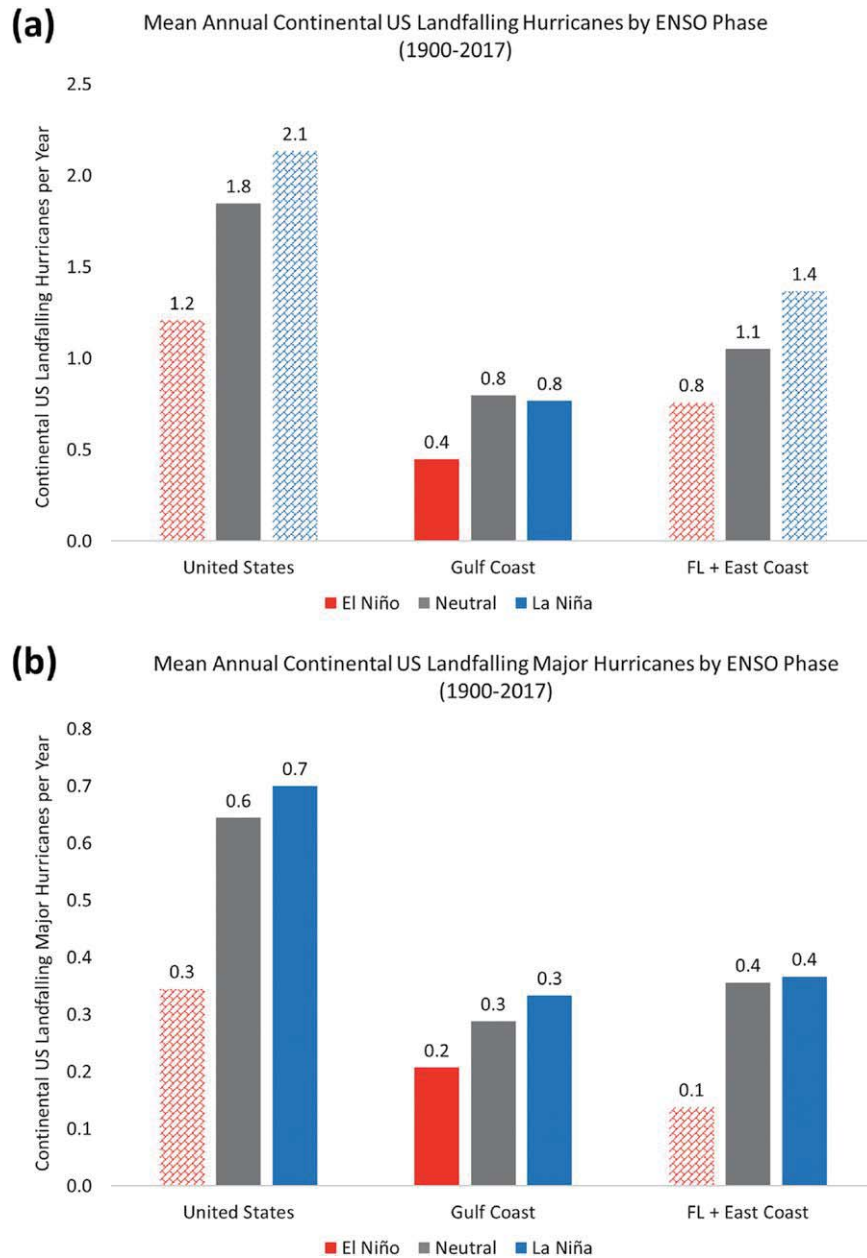 (a)
Mean Annual Continental US Landfalling Hurricanes by ENSO Phase
(1900-2017)
Continental US Landfalling Hurricanes per Year
2.5
2.0
1.5
1.0
0.5
0.0
1.2
1.8
2.1
0.4
0.8
0.8
0.8
1.1
1.4
United States
Gulf Coast
FL + East Coast
El Niño
Neutral
La Niña
(b)
Mean Annual Continental US Landfalling Major Hurricanes by ENSO Phase
(1900-2017)
Continental US Landfalling Major Hurricanes per Year
0.8
0.7
0.6
0.5
0.4
0.3
0.2
0.1
0.0
0.3
0.6
0.7
0.2
0.3
0.3
0.1
0.4
0.4
United States
Gulf Coast
FL + East Coast
El Niño
Neutral
La Niña